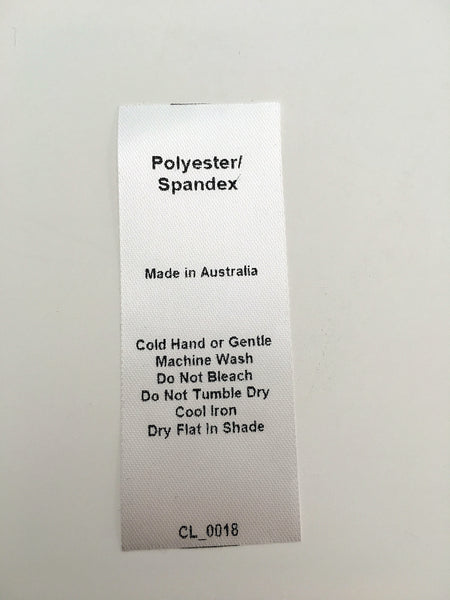 Polyester/
Spandex
Made in Australia
Cold Hand or Gentle
Machine Wash
Do Not Bleach
Do Not Tumble Dry
Cool Iron
Dry Flat In Shade
CL_0018